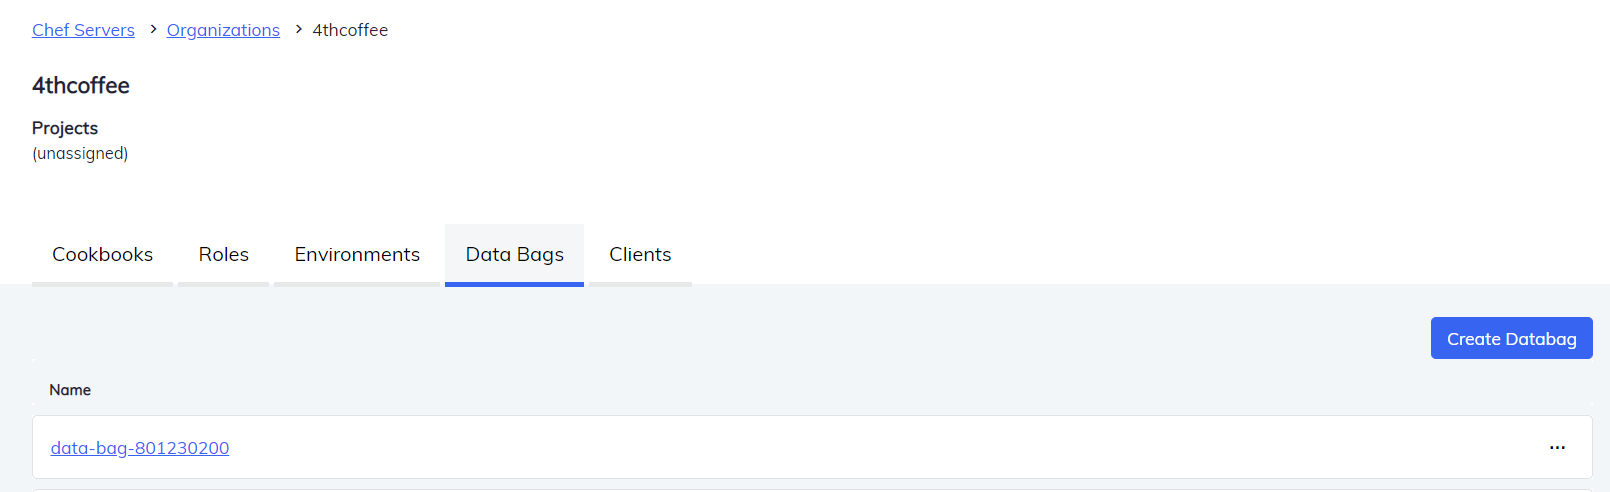 Chef Servers > Organizations > 4thcoffee
4thcoffee
Projects
(unassigned)
Cookbooks Roles Environments Data Bags Clients
Create Databag
Name
data-bag-801230200 ...